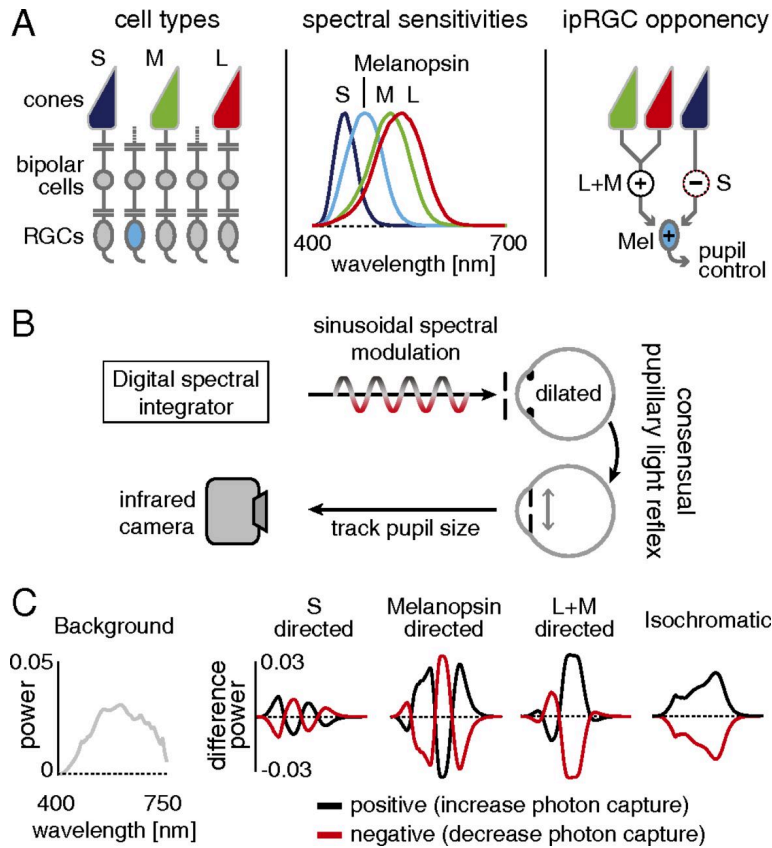 A
cell types
S M L
cones
bipolar
cells
RGCs
spectral sensitivities
Melanopsin
S M L
400 700
wavelength [nm]
ipRGC opponency
L+M + − S
Mel +
pupil
control
B
Digital spectral
integrator
sinusoidal spectral
modulation
dilated
consensual
pupillary light reflex
infrared
camera
track pupil size
C
Background
0.05
power
0
400 750
wavelength [nm]
S
directed
Melanopsin
directed
L+M
directed
Isochromatic
0.03
difference
power
-0.03
positive (increase photon capture)
negative (decrease photon capture)